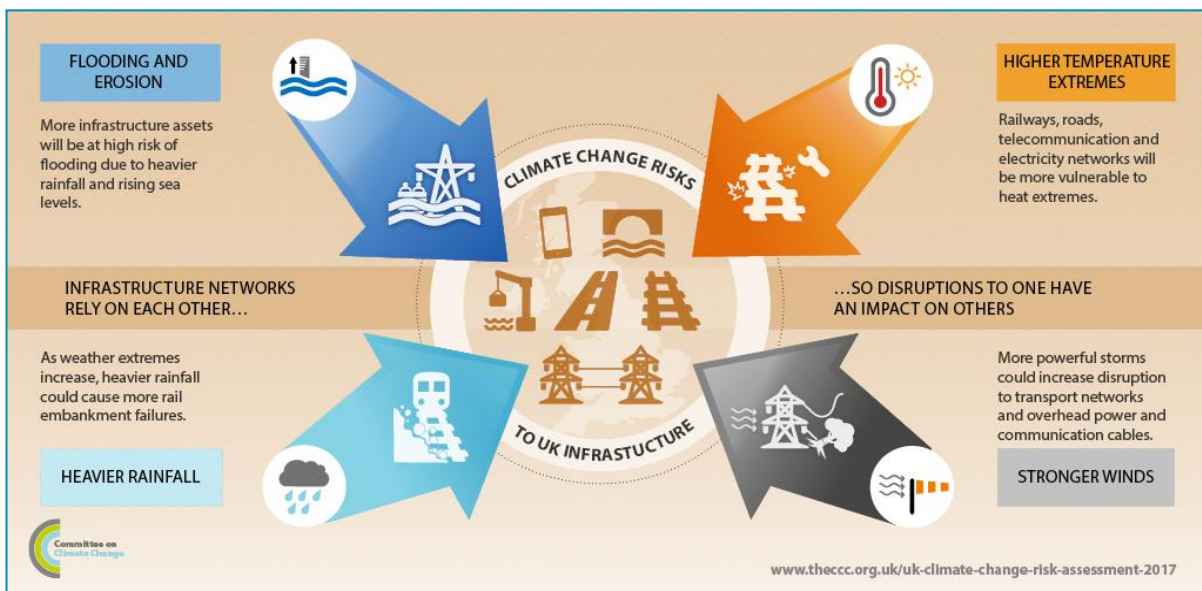 FLOODING AND
EROSION
More infrastructure assets
will be at high risk of
flooding due to heavier
rainfall and rising sea
levels.
HIGHER TEMPERATURE
EXTREMES
Railways, roads,
telecommunication and
electricity networks will
be more vulnerable to
heat extremes.
CLIMATE CHANGE RISKS
INFRASTRUCTURE NETWORKS
RELY ON EACH OTHER…
…SO DISRUPTIONS TO ONE HAVE
AN IMPACT ON OTHERS
As weather extremes
increase, heavier rainfall
could cause more rail
embankment failures.
HEAVIER RAINFALL
TO UK INFRASTUCTURE
More powerful storms
could increase disruption
to transport networks
and overhead power and
communication cables.
STRONGER WINDS
Committee on
Climate Change
www.theccc.org.uk/uk-climate-change-risk-assessment-2017